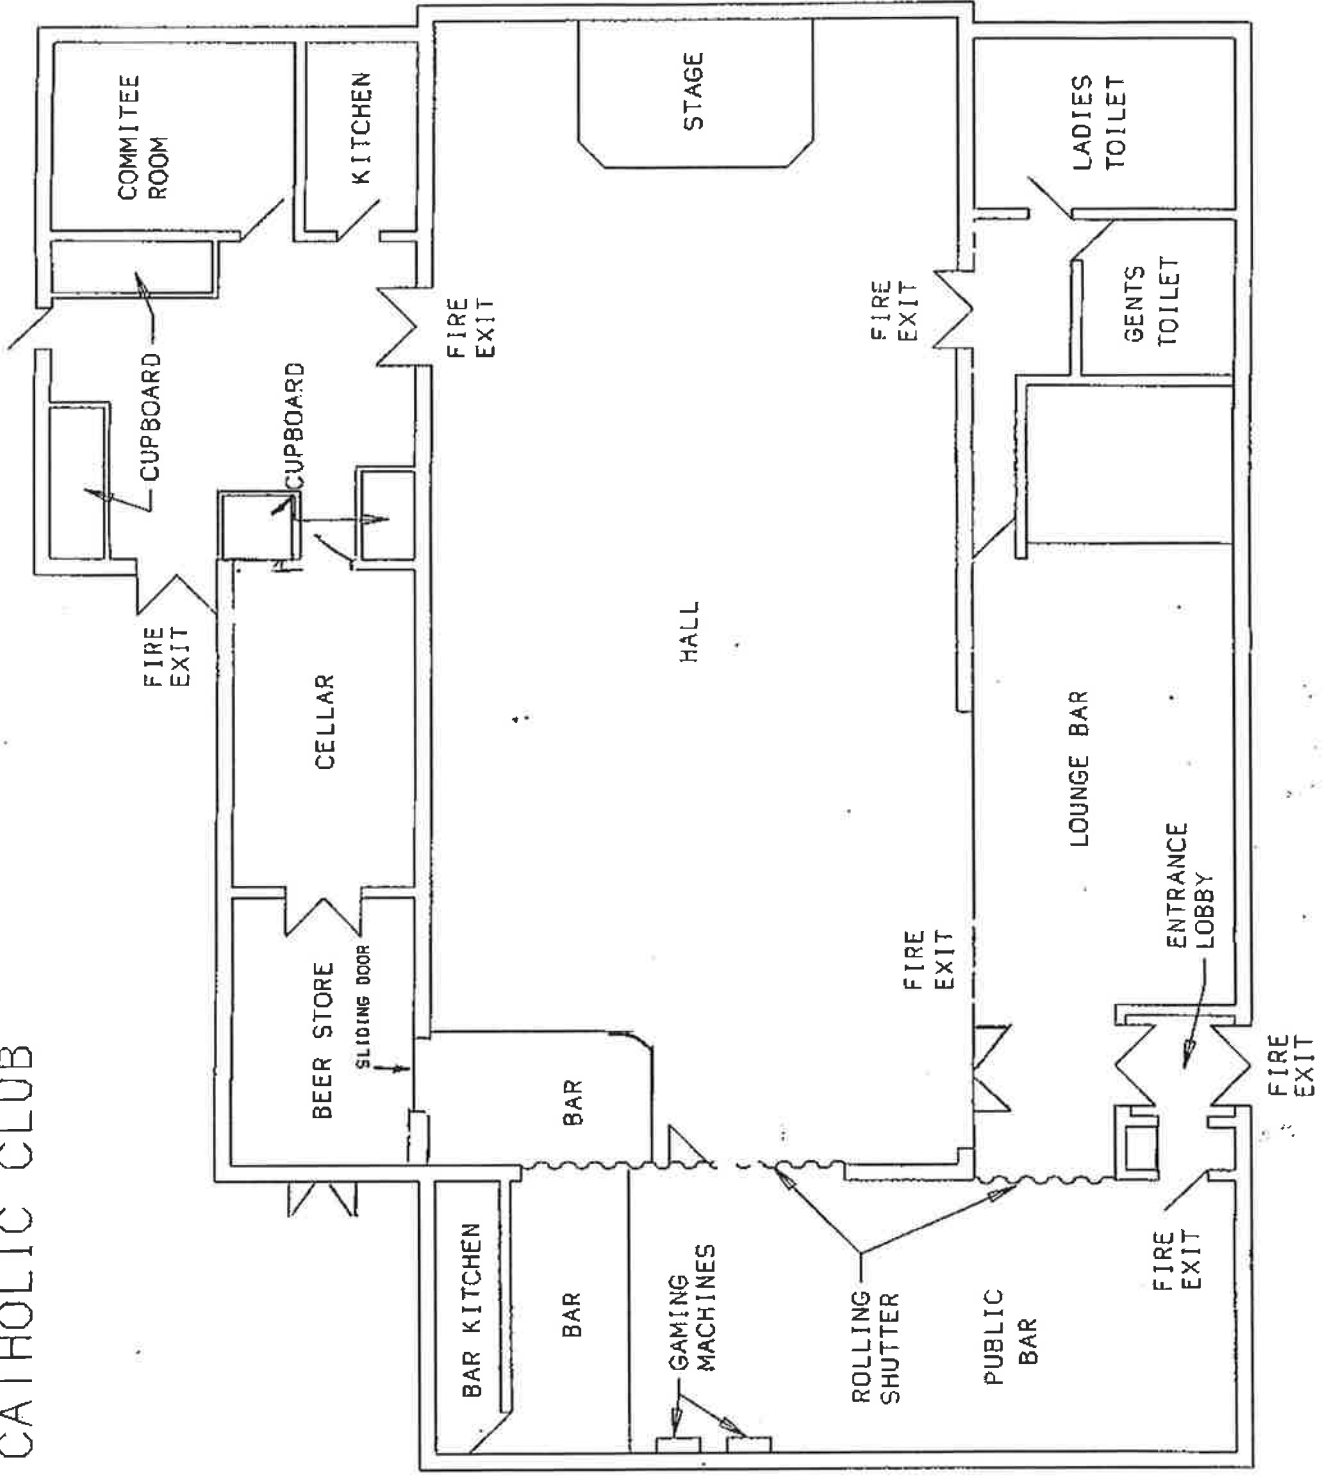 CATHOLIC CLUB
COMMITEE
ROOM
KITCHEN
STAGE
LADIES
TOILET
CUPBOARD
CUPBOARD
FIRE
EXIT
FIRE
EXIT
GENTS
TOILET
FIRE
EXIT
CELLAR
HALL
LOUNGE BAR
BEER STORE
SLIDING DOOR
FIRE
EXIT
ENTRANCE
LOBBY
BAR
FIRE
EXIT
BAR KITCHEN
BAR
GAMING
MACHINES
ROLLING
SHUTTER
PUBLIC
BAR
FIRE
EXIT